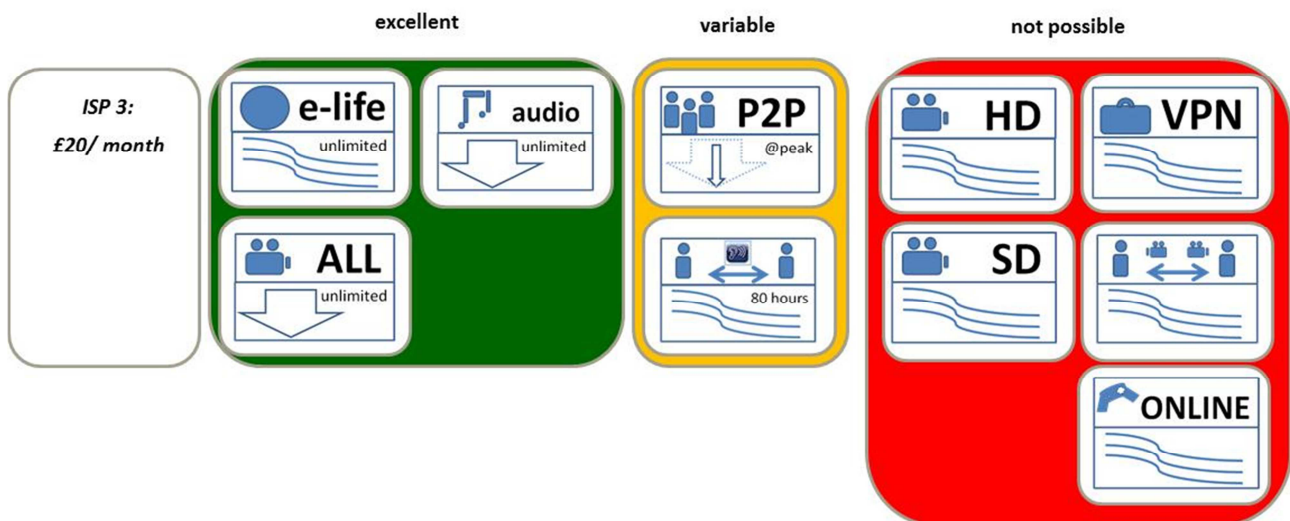 excellent
variable
not possible
ISP 3:
£20/ month
e-life
unlimited
audio
unlimited
ALL
unlimited
P2P
@peak
80 hours
HD
VPN
SD
ONLINE